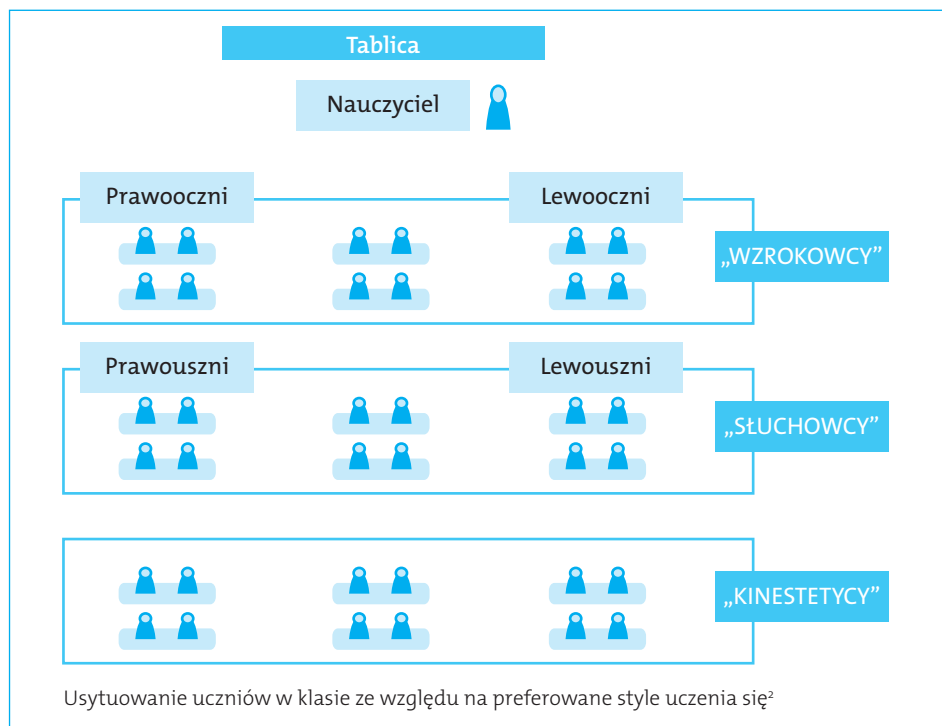 Tablica
Nauczyciel
Prawooczni
Lewooczni
„WZROKOWCY”
Prawouszni
Lewouszni
„SŁUCHOWCY”
„KINESTETYCY”
Usytuowanie uczniów w klasie ze względu na preferowane style uczenia się²